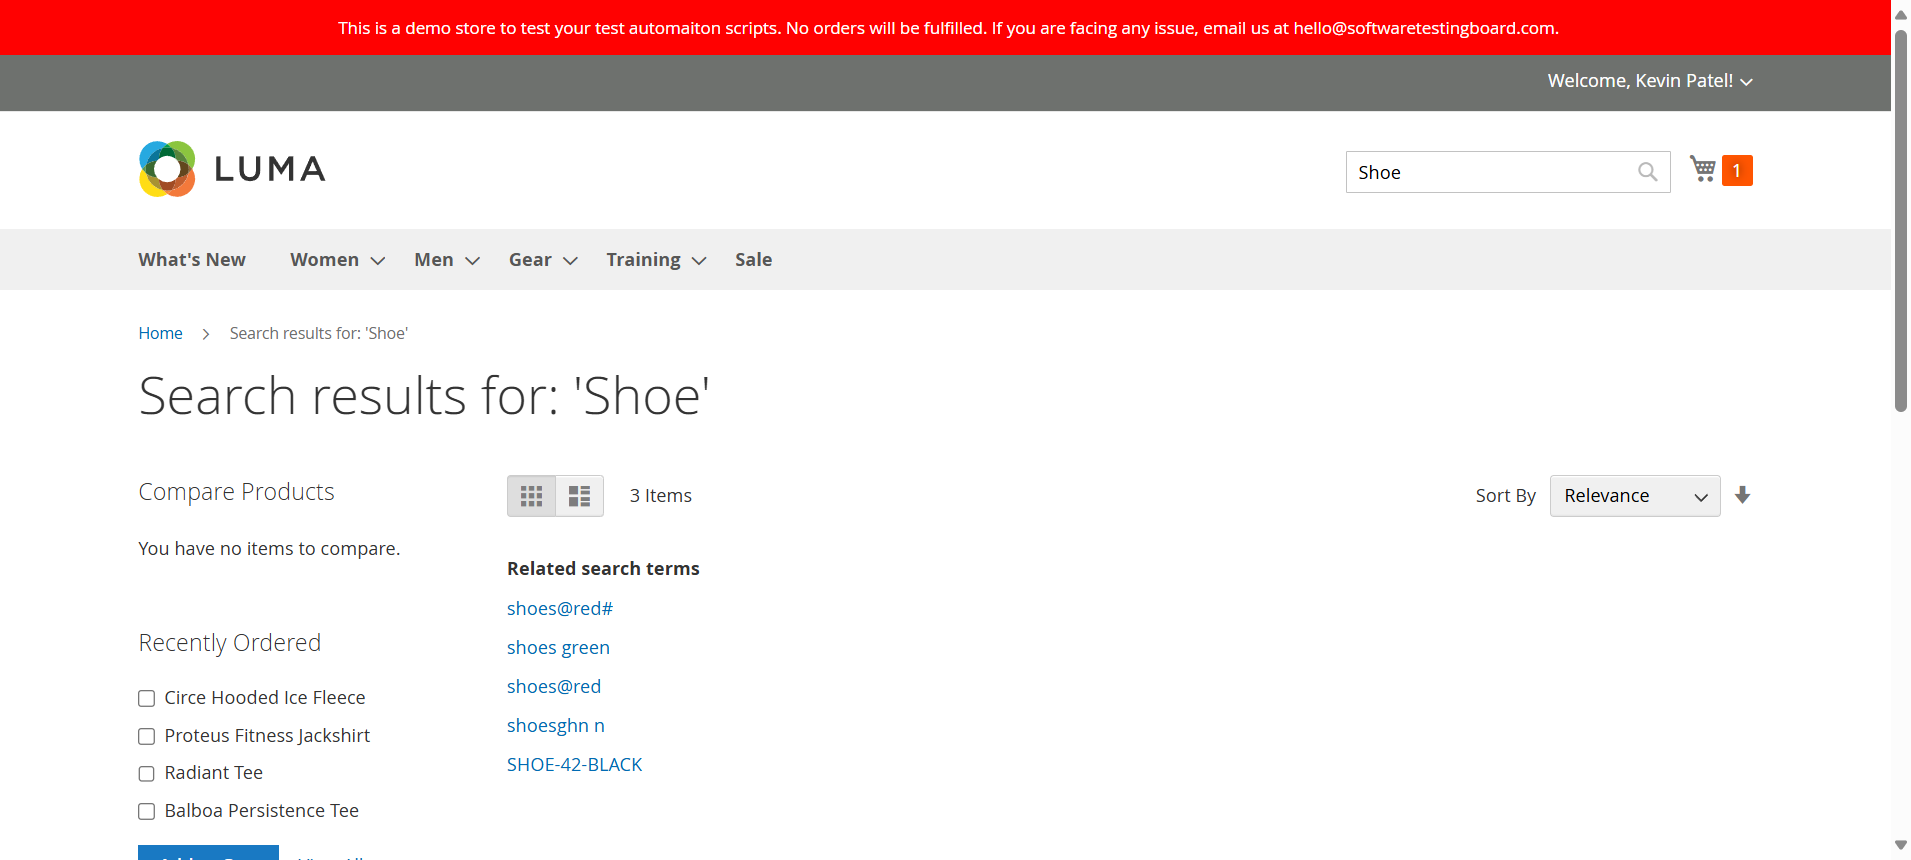 This is a demo store to test your test automaiton scripts. No orders will be fulfilled. If you are facing any issue, email us at hello@softwaretestingboard.com.
Welcome, Kevin Patel!
LUMA
Shoe
1
What's New Women Men Gear Training Sale
Home Search results for: 'Shoe'
Search results for: 'Shoe'
Compare Products
You have no items to compare.
Recently Ordered
Circe Hooded Ice Fleece
Proteus Fitness Jackshirt
Radiant Tee
Balboa Persistence Tee
3 Items
Sort By Relevance
Related search terms
shoes@red#
shoes green
shoes@red
shoesghn n
SHOE-42-BLACK